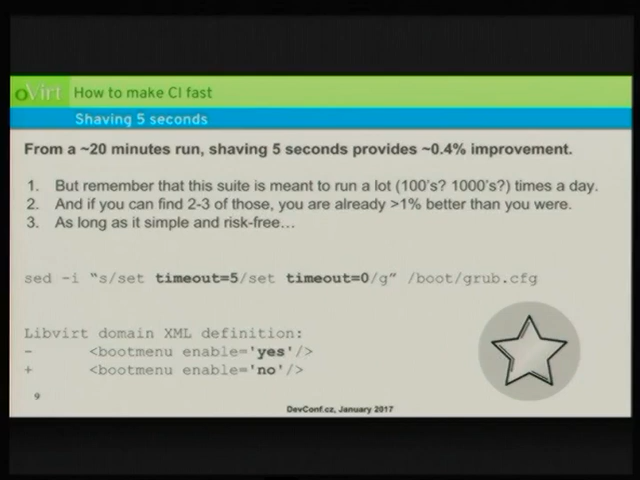 oVirt
How to make CI fast
Shaving 5 seconds
From a ~20 minutes run, shaving 5 seconds provides ~0.4% improvement.
1. But remember that this suite is meant to run a lot (100's? 1000's?) times a day.
2. And if you can find 2-3 of those, you are already >1% better than you were.
3. As long as it simple and risk-free…
sed -i “s/set timeout=5/set timeout=0/g” /boot/grub.cfg
Libvirt domain XML definition:
- <bootmenu enable='yes'/>
+ <bootmenu enable='no'/>
9
DevConf.cz, January 2017